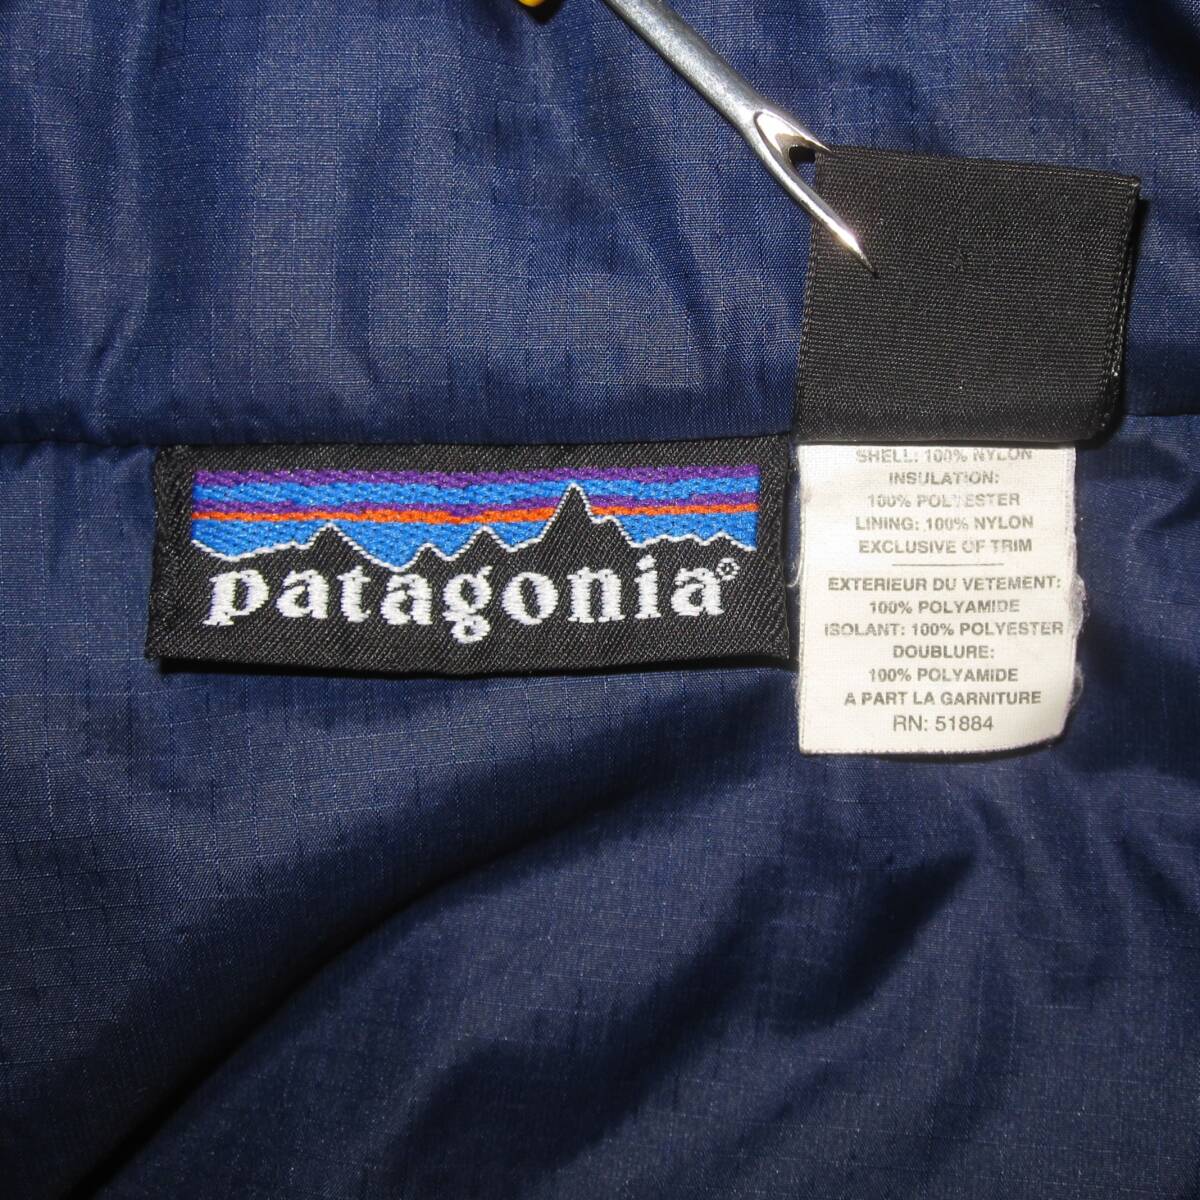 patagonia®
SHELL: 100% NYLON
INSULATION:
100% POLYESTER
LINING: 100% NYLON
EXCLUSIVE OF TRIM
EXTERIEUR DU VETEMENT:
100% POLYAMIDE
ISOLANT: 100% POLYESTER
DOUBLURE:
100% POLYAMIDE
A PART LA GARNITURE
RN: 51884